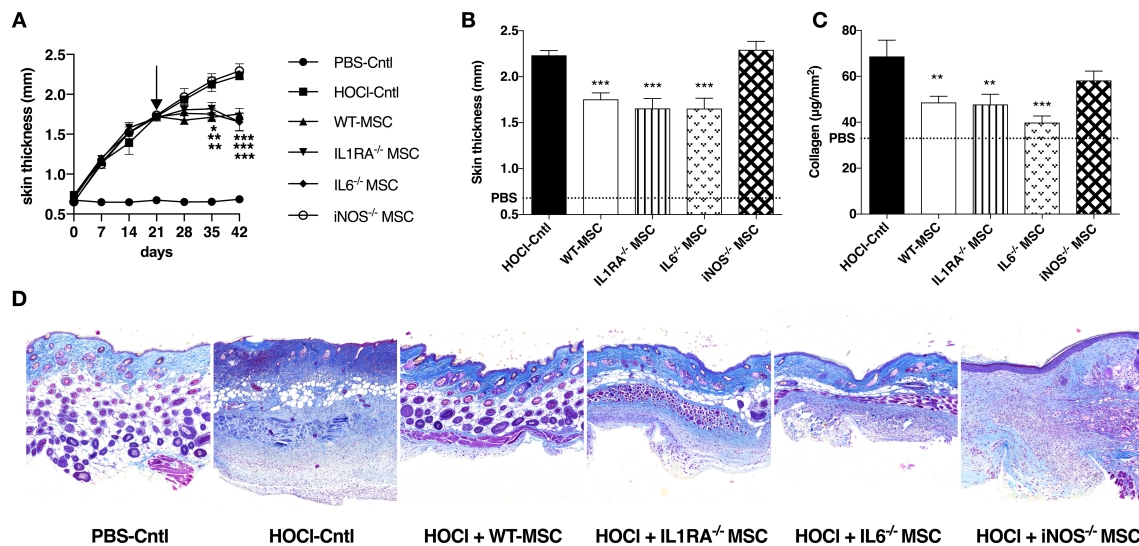 A
skin thickness (mm)
2.5
2.0
1.5
1.0
0.5
0 7 14 21 28 35 42
days
*
**
**
***
***
***
PBS-Cntl
HOCl-Cntl
WT-MSC
IL1RA⁻/⁻ MSC
IL6⁻/⁻ MSC
iNOS⁻/⁻ MSC
B
Skin thickness (mm)
2.5
2.0
1.5
1.0
0.5
PBS
*** *** ***
HOCl-Cntl
WT-MSC
IL1RA⁻/⁻ MSC
IL6⁻/⁻ MSC
iNOS⁻/⁻ MSC
C
Collagen (µg/mm²)
80
60
40
20
0
PBS
** ** ***
HOCl-Cntl
WT-MSC
IL1RA⁻/⁻ MSC
IL6⁻/⁻ MSC
iNOS⁻/⁻ MSC
D
PBS-Cntl
HOCl-Cntl
HOCl + WT-MSC
HOCl + IL1RA⁻/⁻ MSC
HOCl + IL6⁻/⁻ MSC
HOCl + iNOS⁻/⁻ MSC